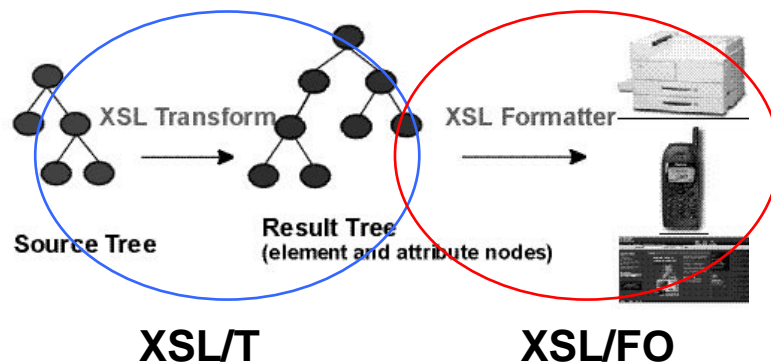 XSL Transform
XSL Formatter
Source Tree
Result Tree
(element and attribute nodes)
XSL/T
XSL/FO